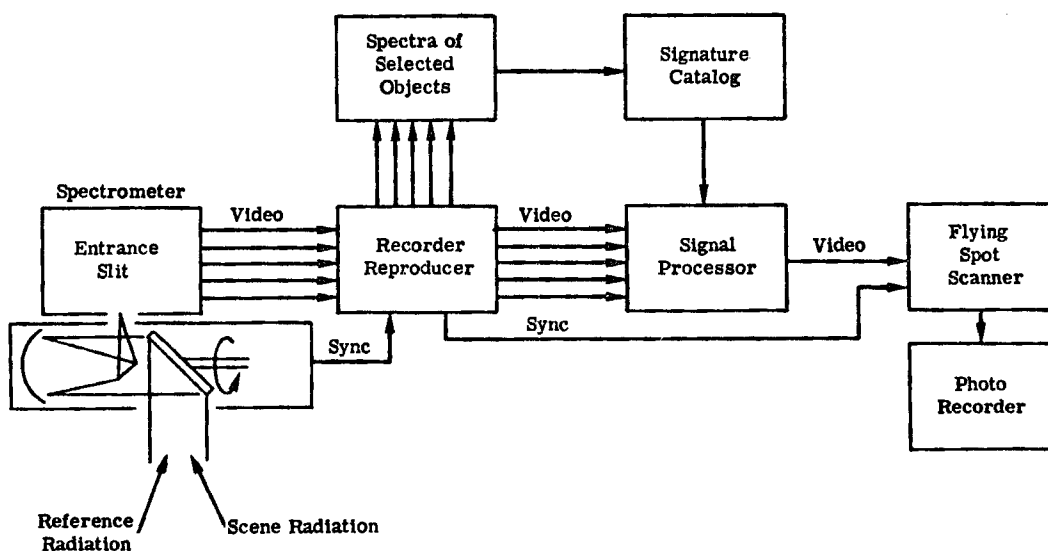 Spectra of
Selected
Objects
Signature
Catalog
Spectrometer
Entrance
Slit
Video
Recorder
Reproducer
Video
Signal
Processor
Video
Flying
Spot
Scanner
Sync
Sync
Photo
Recorder
Reference
Radiation
Scene Radiation